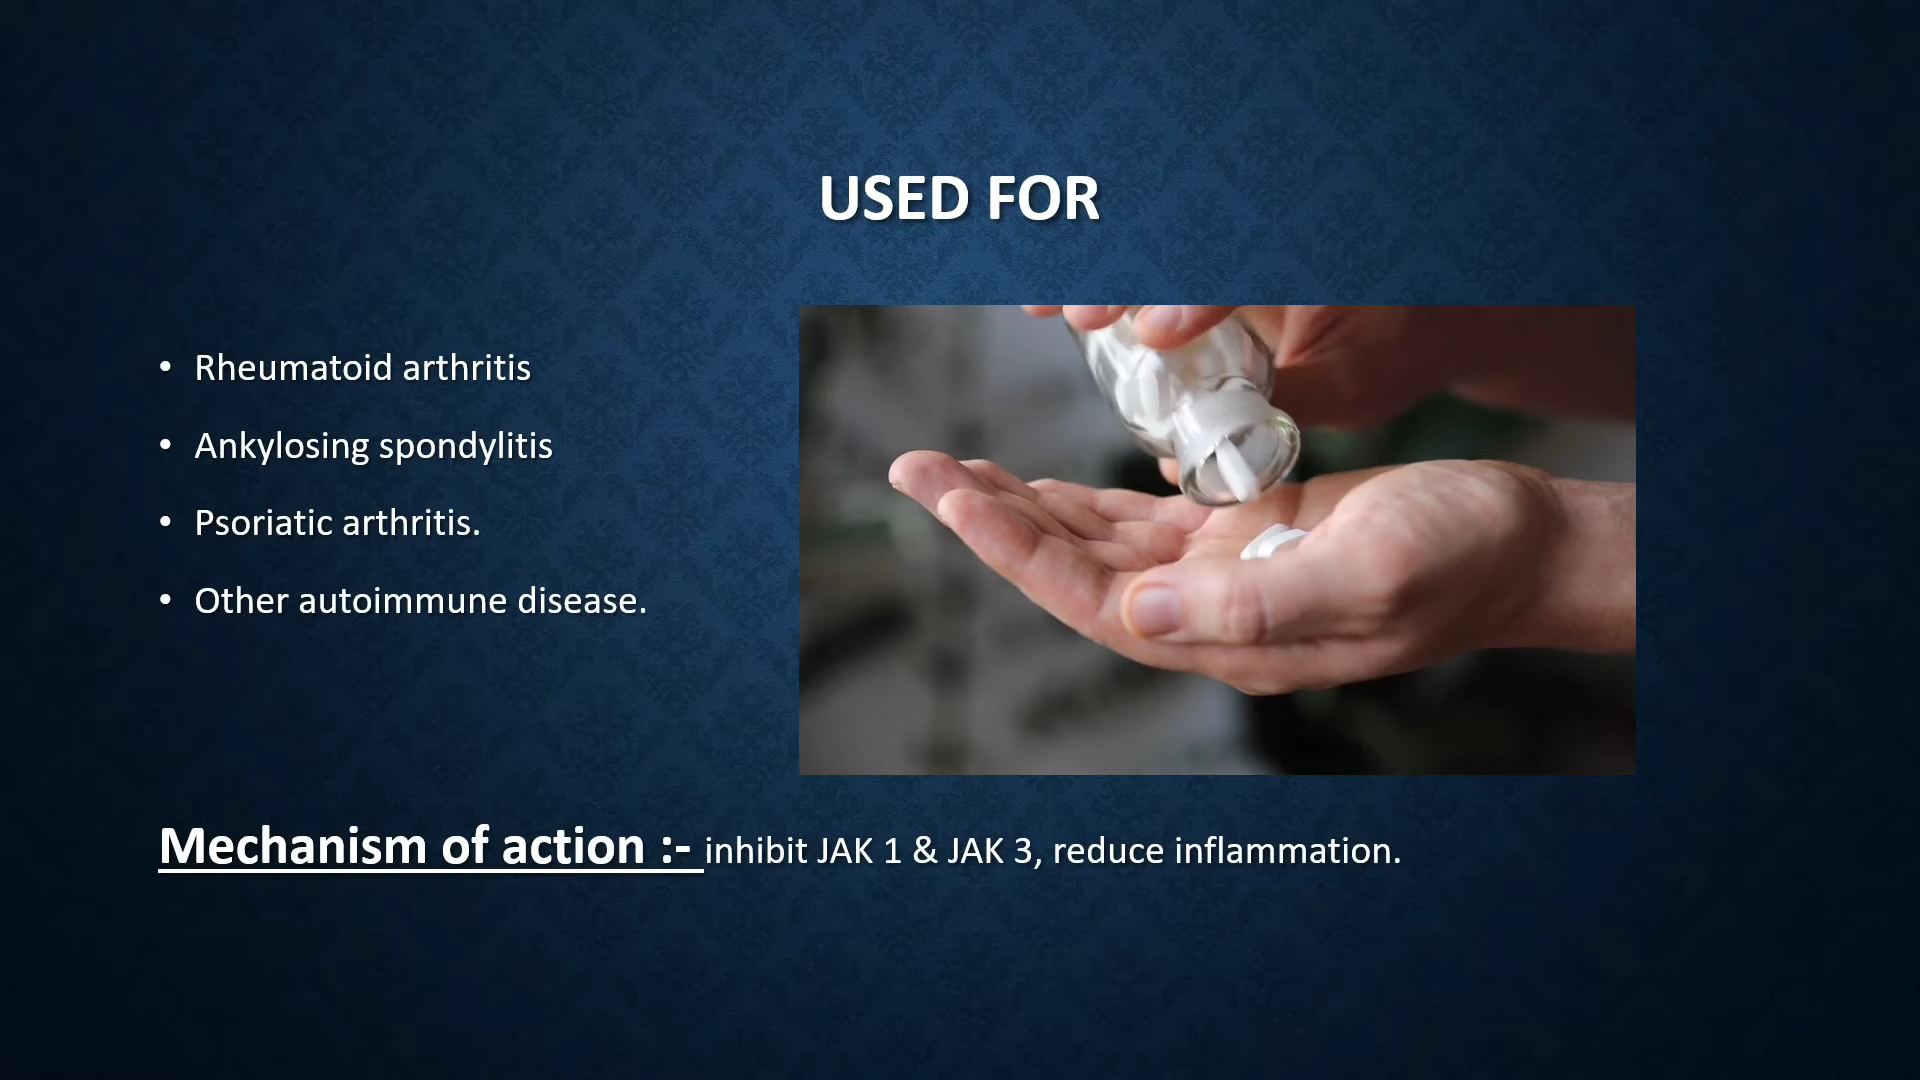 USED FOR
• Rheumatoid arthritis
• Ankylosing spondylitis
• Psoriatic arthritis.
• Other autoimmune disease.
Mechanism of action :- inhibit JAK 1 & JAK 3, reduce inflammation.